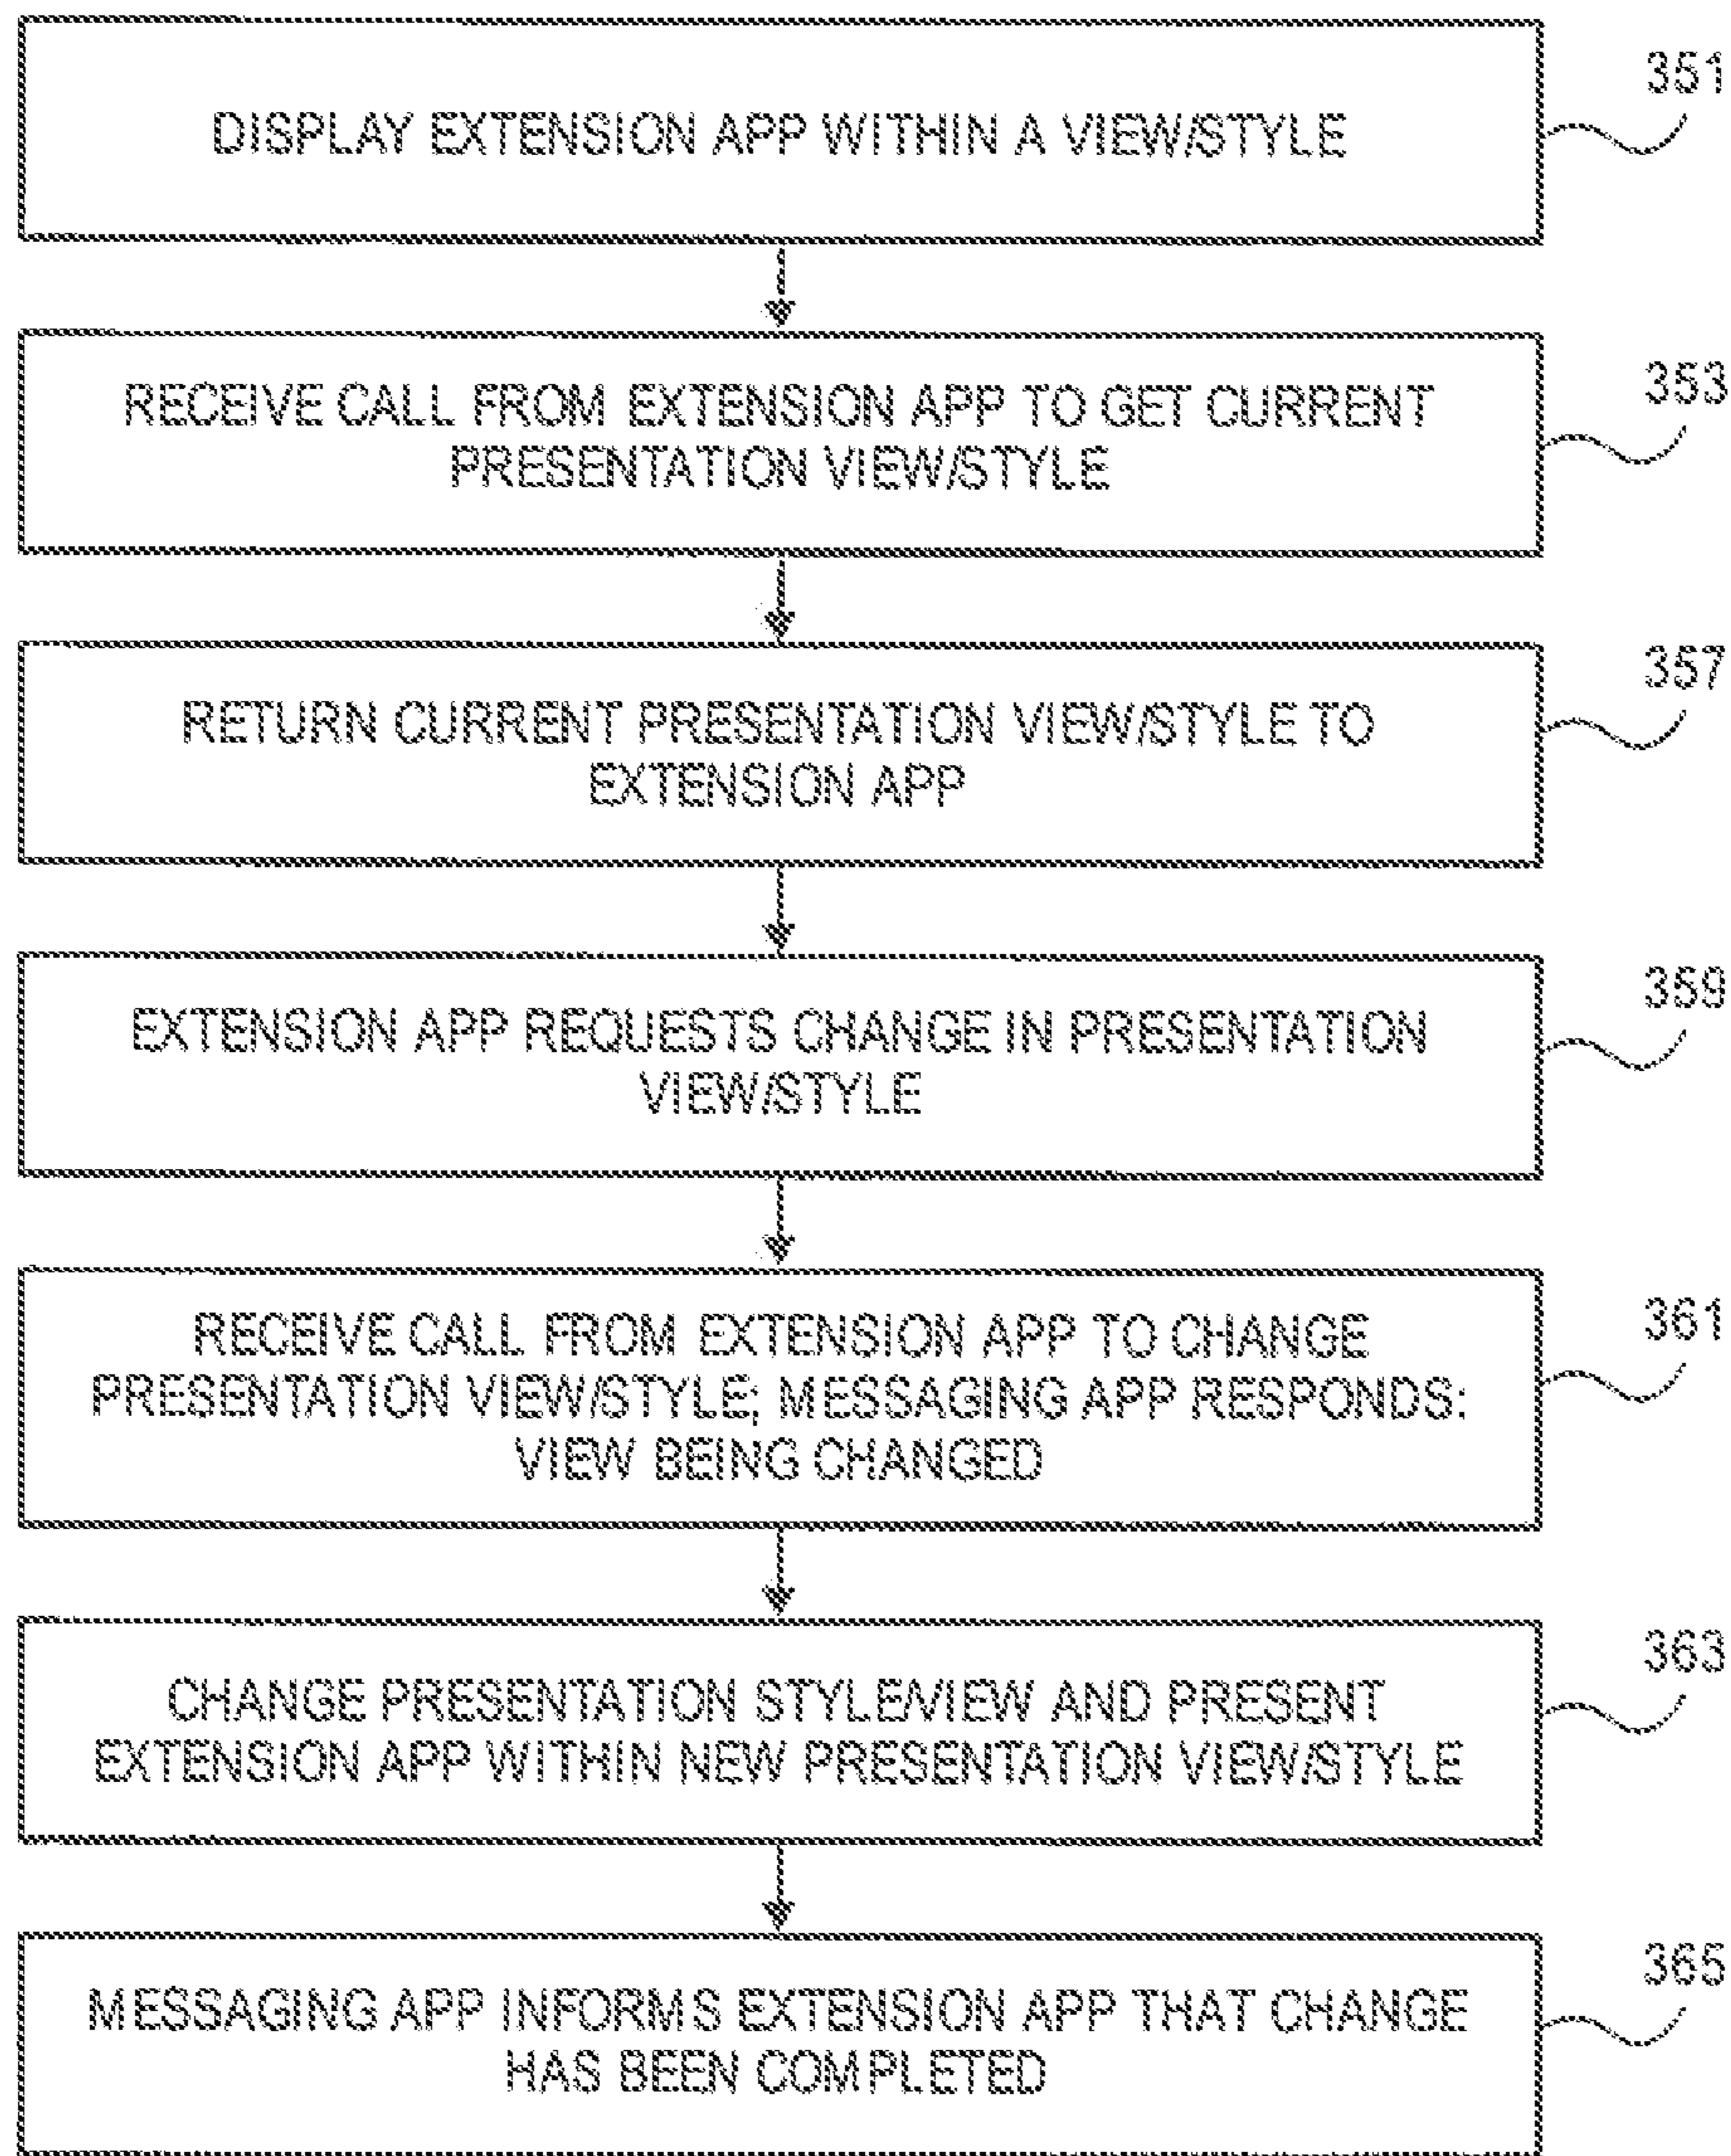 DISPLAY EXTENSION APP WITHIN A VIEW/STYLE
351
RECEIVE CALL FROM EXTENSION APP TO GET CURRENT
PRESENTATION VIEW/STYLE
353
RETURN CURRENT PRESENTATION VIEW/STYLE TO
EXTENSION APP
357
EXTENSION APP REQUESTS CHANGE IN PRESENTATION
VIEW/STYLE
359
RECEIVE CALL FROM EXTENSION APP TO CHANGE
PRESENTATION VIEW/STYLE; MESSAGING APP RESPONDS:
VIEW BEING CHANGED
361
CHANGE PRESENTATION STYLE/VIEW AND PRESENT
EXTENSION APP WITHIN NEW PRESENTATION VIEW/STYLE
363
MESSAGING APP INFORMS EXTENSION APP THAT CHANGE
HAS BEEN COMPLETED
365